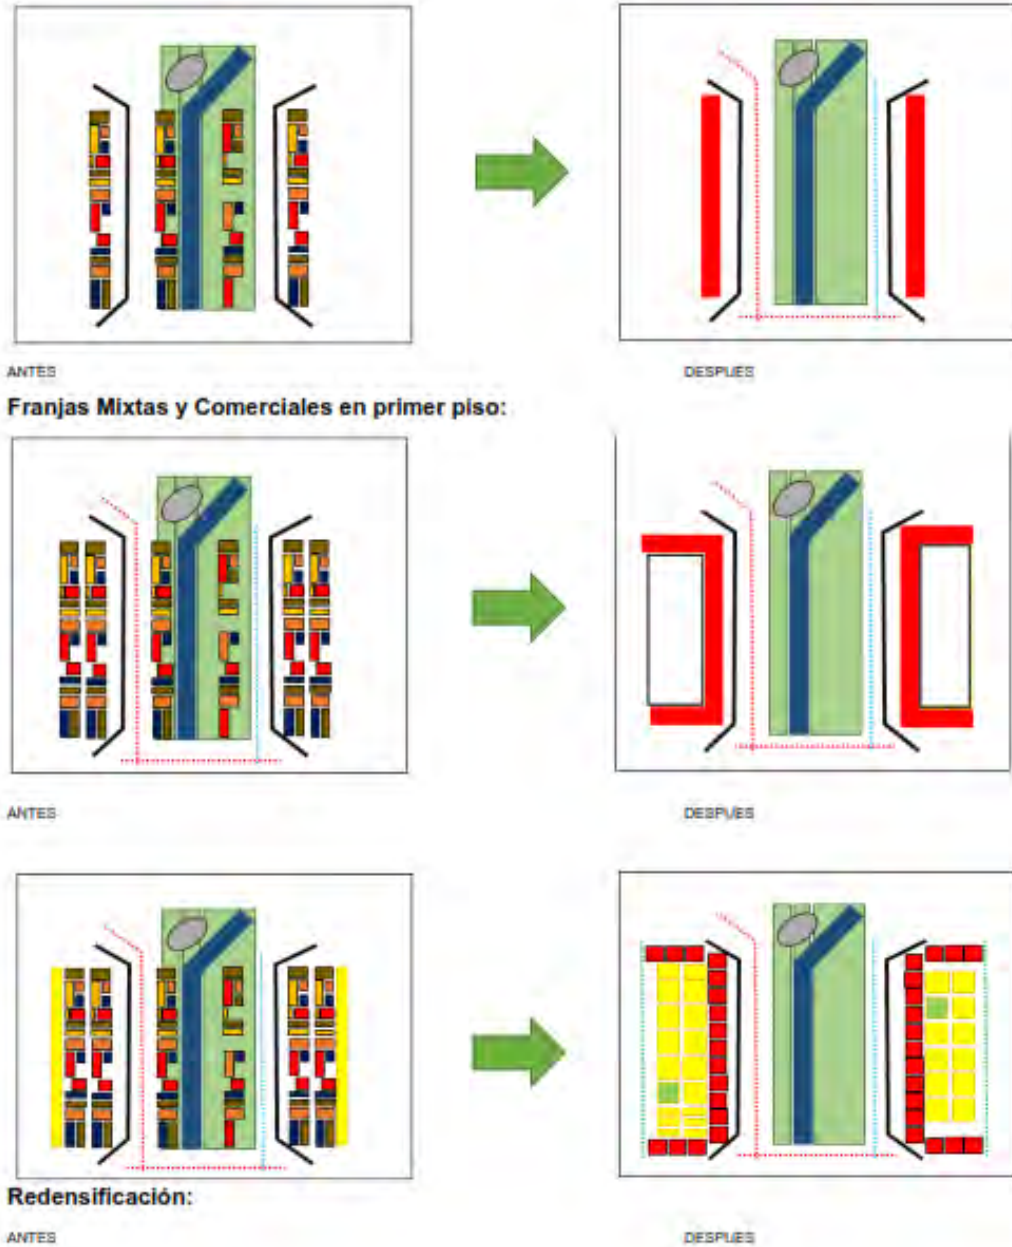 ANTES DESPUES
Franjas Mixtas y Comerciales en primer piso:
ANTES DESPUES
Redensificación:
ANTES DESPUES